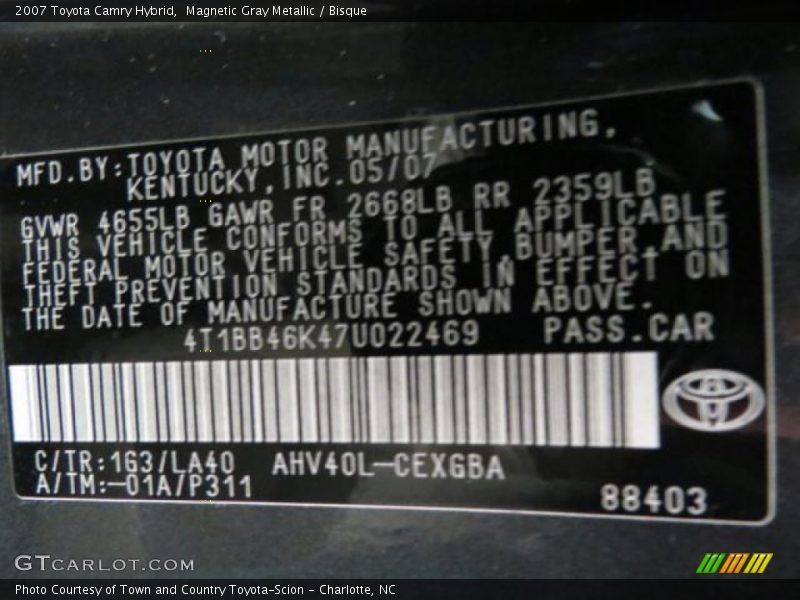 2007 Toyota Camry Hybrid,  Magnetic Gray Metallic / Bisque
MFD.BY:TOYOTA MOTOR MANUFACTURING,
KENTUCKY,INC.05/07
GVWR 4655LB GAWR FR 2668LB RR 2359LB
THIS VEHICLE CONFORMS TO ALL APPLICABLE
FEDERAL MOTOR VEHICLE SAFETY,BUMPER,AND
THEFT PREVENTION STANDARDS IN EFFECT ON
THE DATE OF MANUFACTURE SHOWN ABOVE.
4T1BB46K47U022469 PASS.CAR
C/TR:1G3/LA40 AHV40L-CEXGBA
A/TM:-01A/P311
88403
GTCARLOT.COM
Photo Courtesy of Town and Country Toyota-Scion - Charlotte, NC